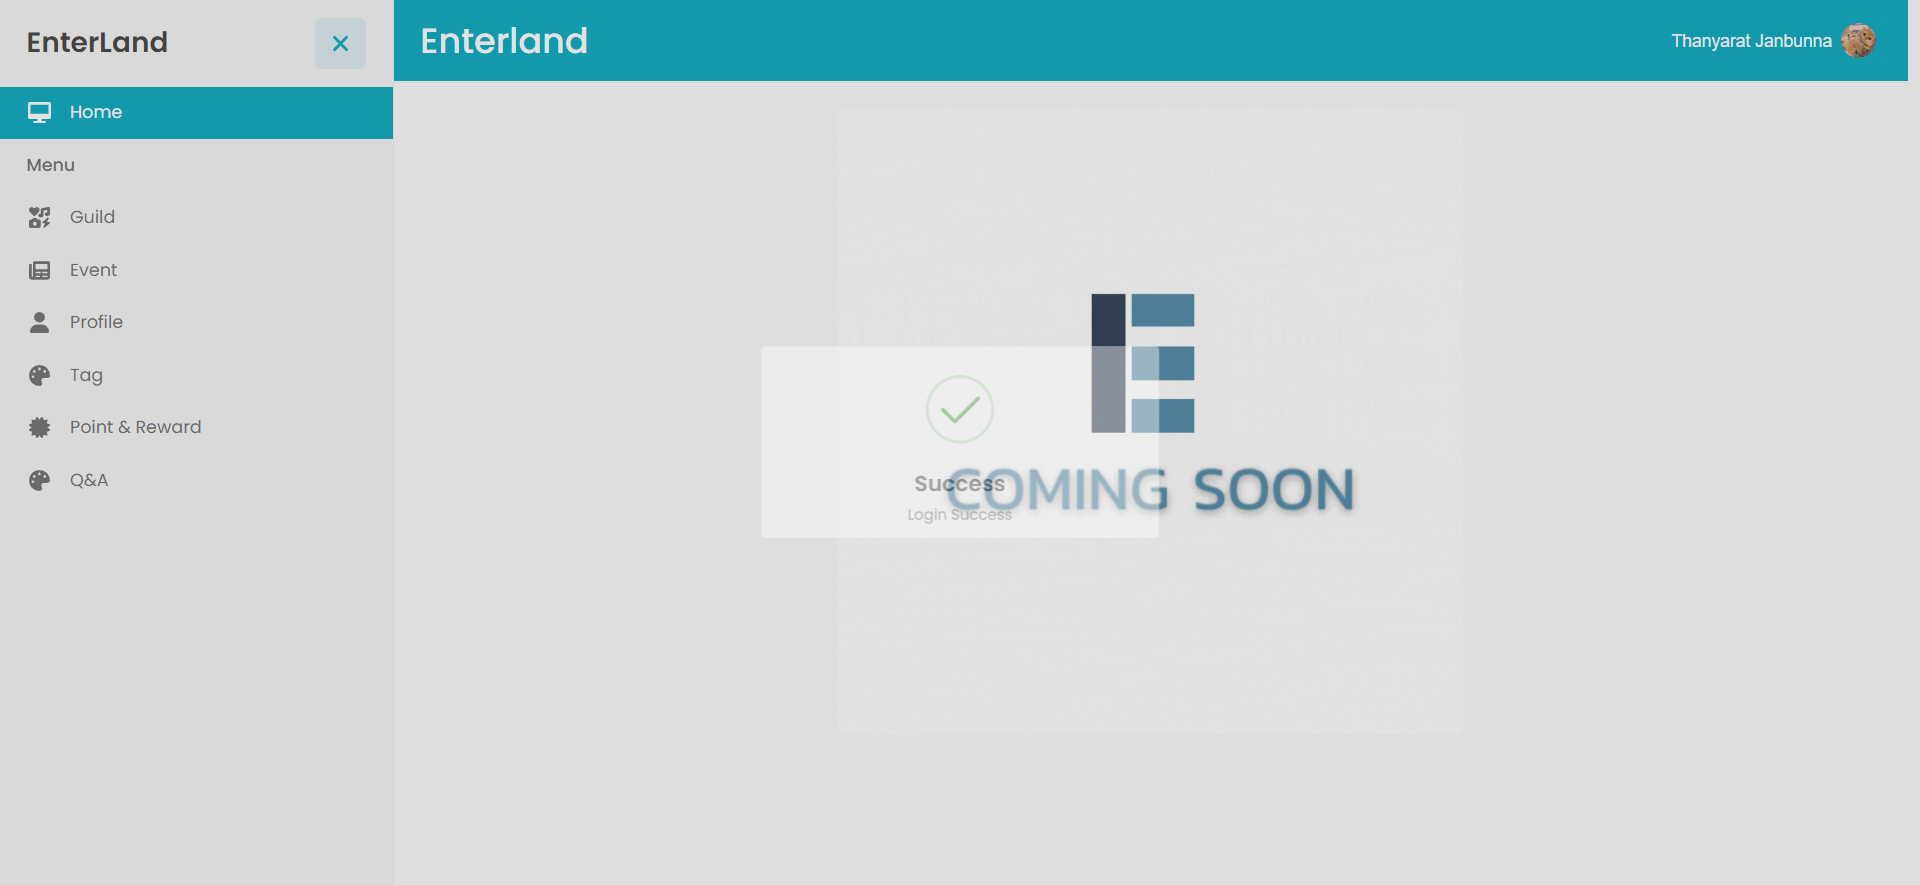 EnterLand
Enterland
Thanyarat Janbunna
Home
Menu
Guild
Event
Profile
Tag
Point & Reward
Q&A
COMING SOON
Success
Login Success